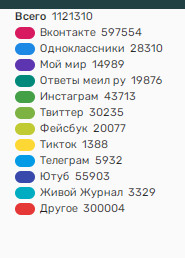 Всего 1121310
Вконтакте 597554
Одноклассники 28310
Мой мир 14989
Ответы меил ру 19876
Инстаграм 43713
Твиттер 30235
Фейсбук 20077
Тикток 1388
Телеграм 5932
Ютуб 55903
Живой Журнал 3329
Другое 300004